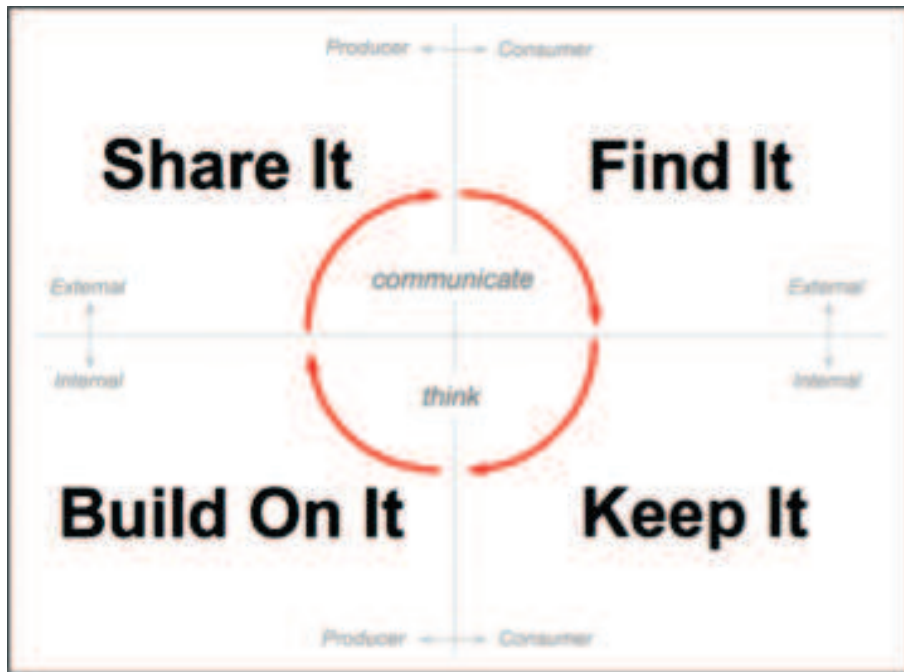 Producer Consumer
Share It Find It
communicate
External External
Internal Internal
think
Build On It Keep It
Producer Consumer